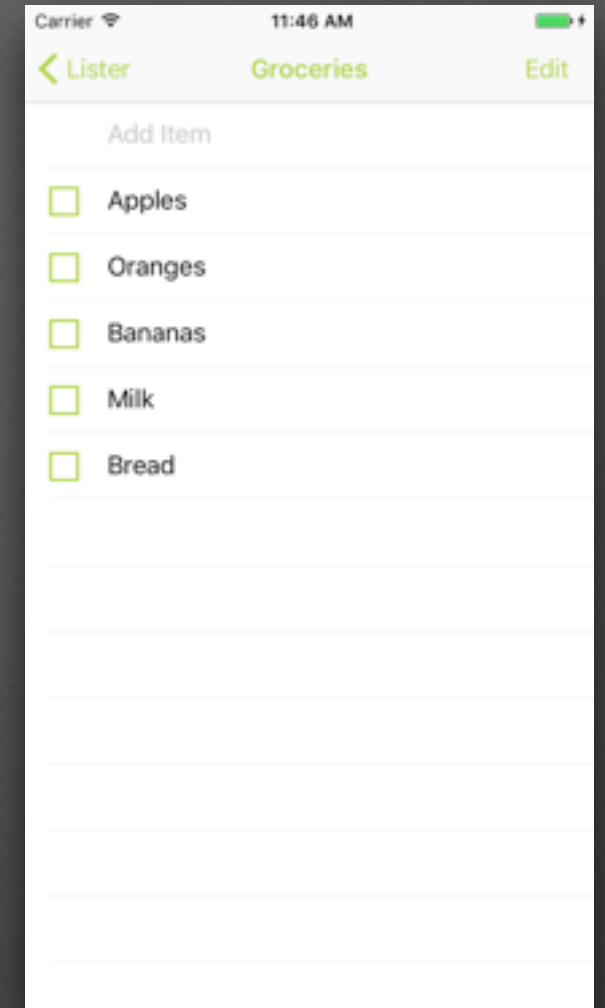 Carrier 11:46 AM
Lister Groceries Edit
Add Item
Apples
Oranges
Bananas
Milk
Bread